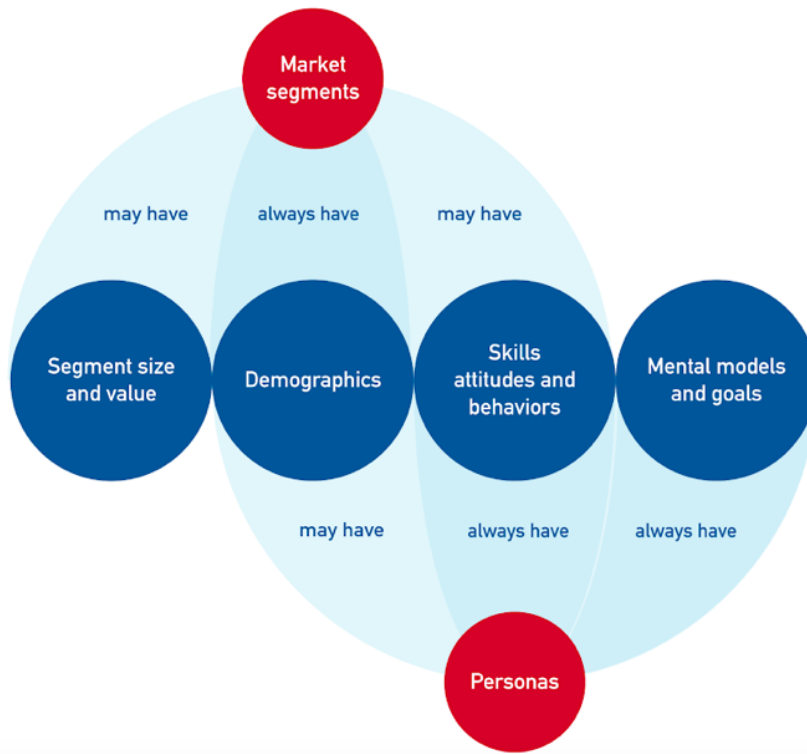 Market
segments
may have
always have
may have
Segment size
and value
Demographics
Skills
attitudes and
behaviors
Mental models
and goals
may have
always have
always have
Personas